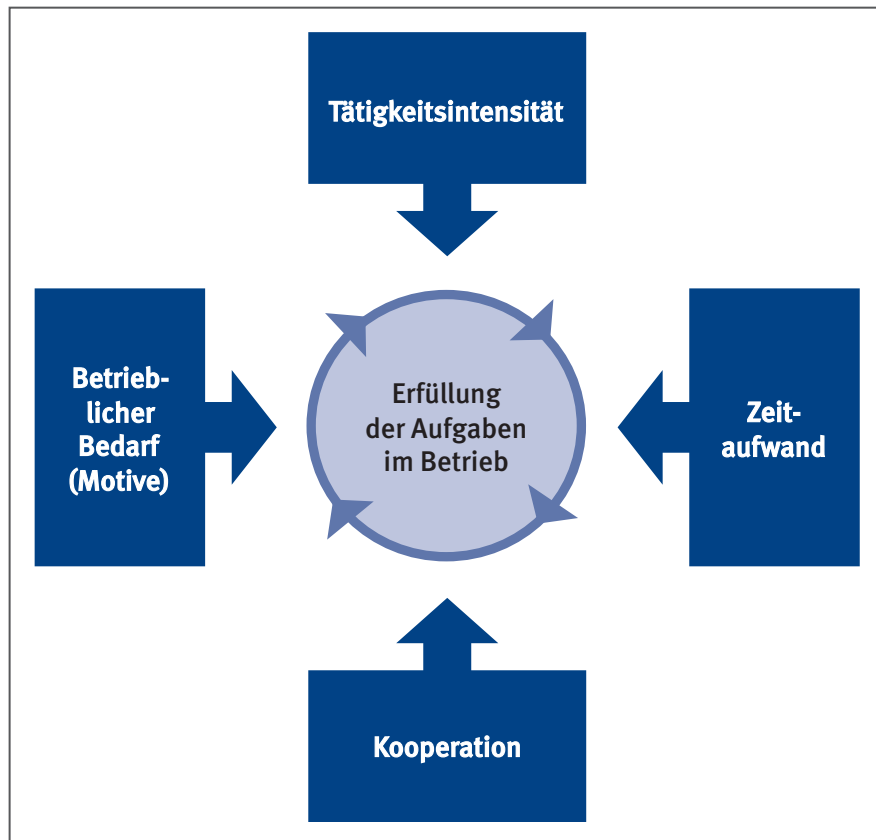 Tätigkeitsintensität
Betrieb-
licher
Bedarf
(Motive)
Erfüllung
der Aufgaben
im Betrieb
Zeit-
aufwand
Kooperation